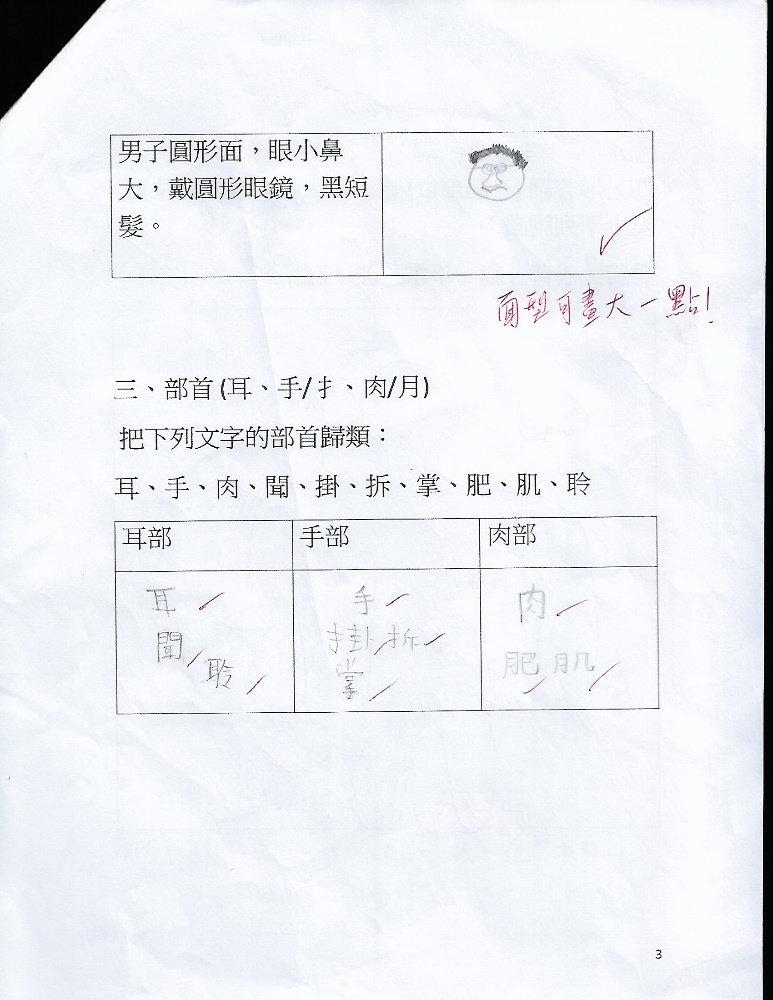 男子圓形面，眼小鼻
大，戴圓形眼鏡，黑短
髮。
面型可畫大一點!
三、部首 (耳、手/扌、肉/月)
把下列文字的部首歸類：
耳、手、肉、聞、掛、拆、掌、肥、肌、聆
耳部 手部 肉部
耳 手 肉
聞 掛 拆
聆 掌 肥 肌
3